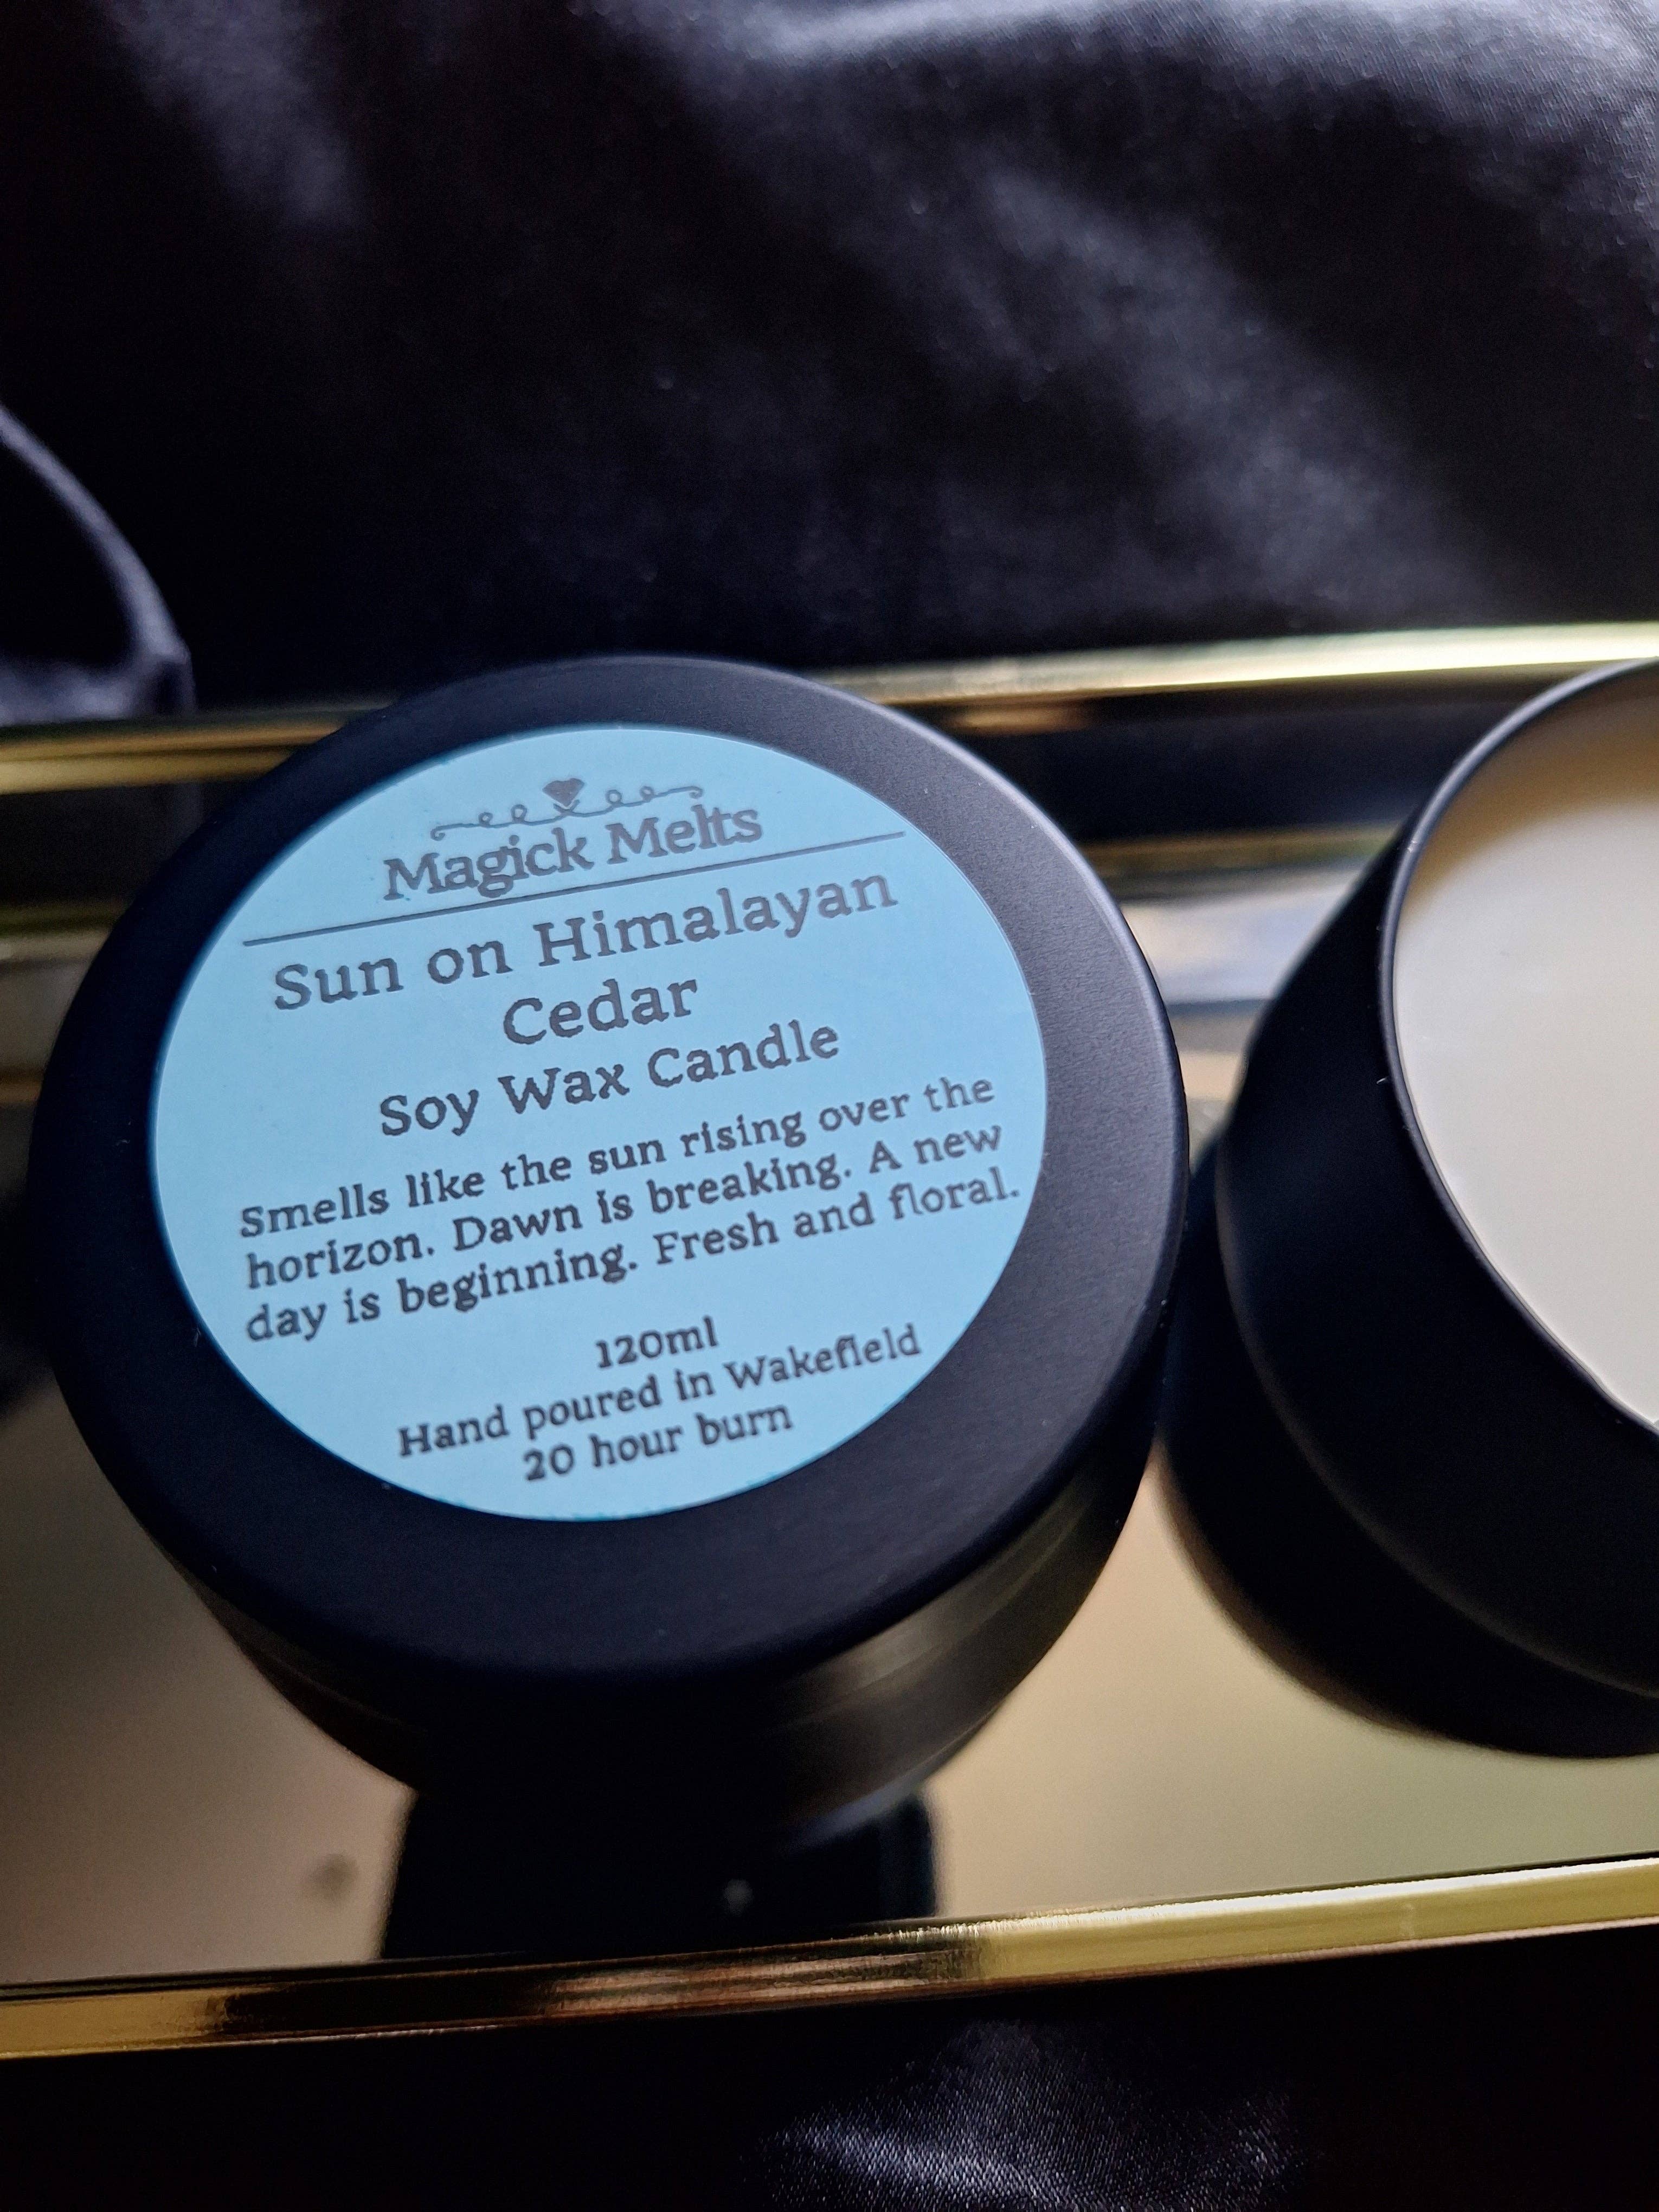 Magick Melts
Sun on Himalayan
Cedar
Soy Wax Candle
Smells like the sun rising over the
horizon. Dawn is breaking. A new
day is beginning. Fresh and floral.
120ml
Hand poured in Wakefield
20 hour burn